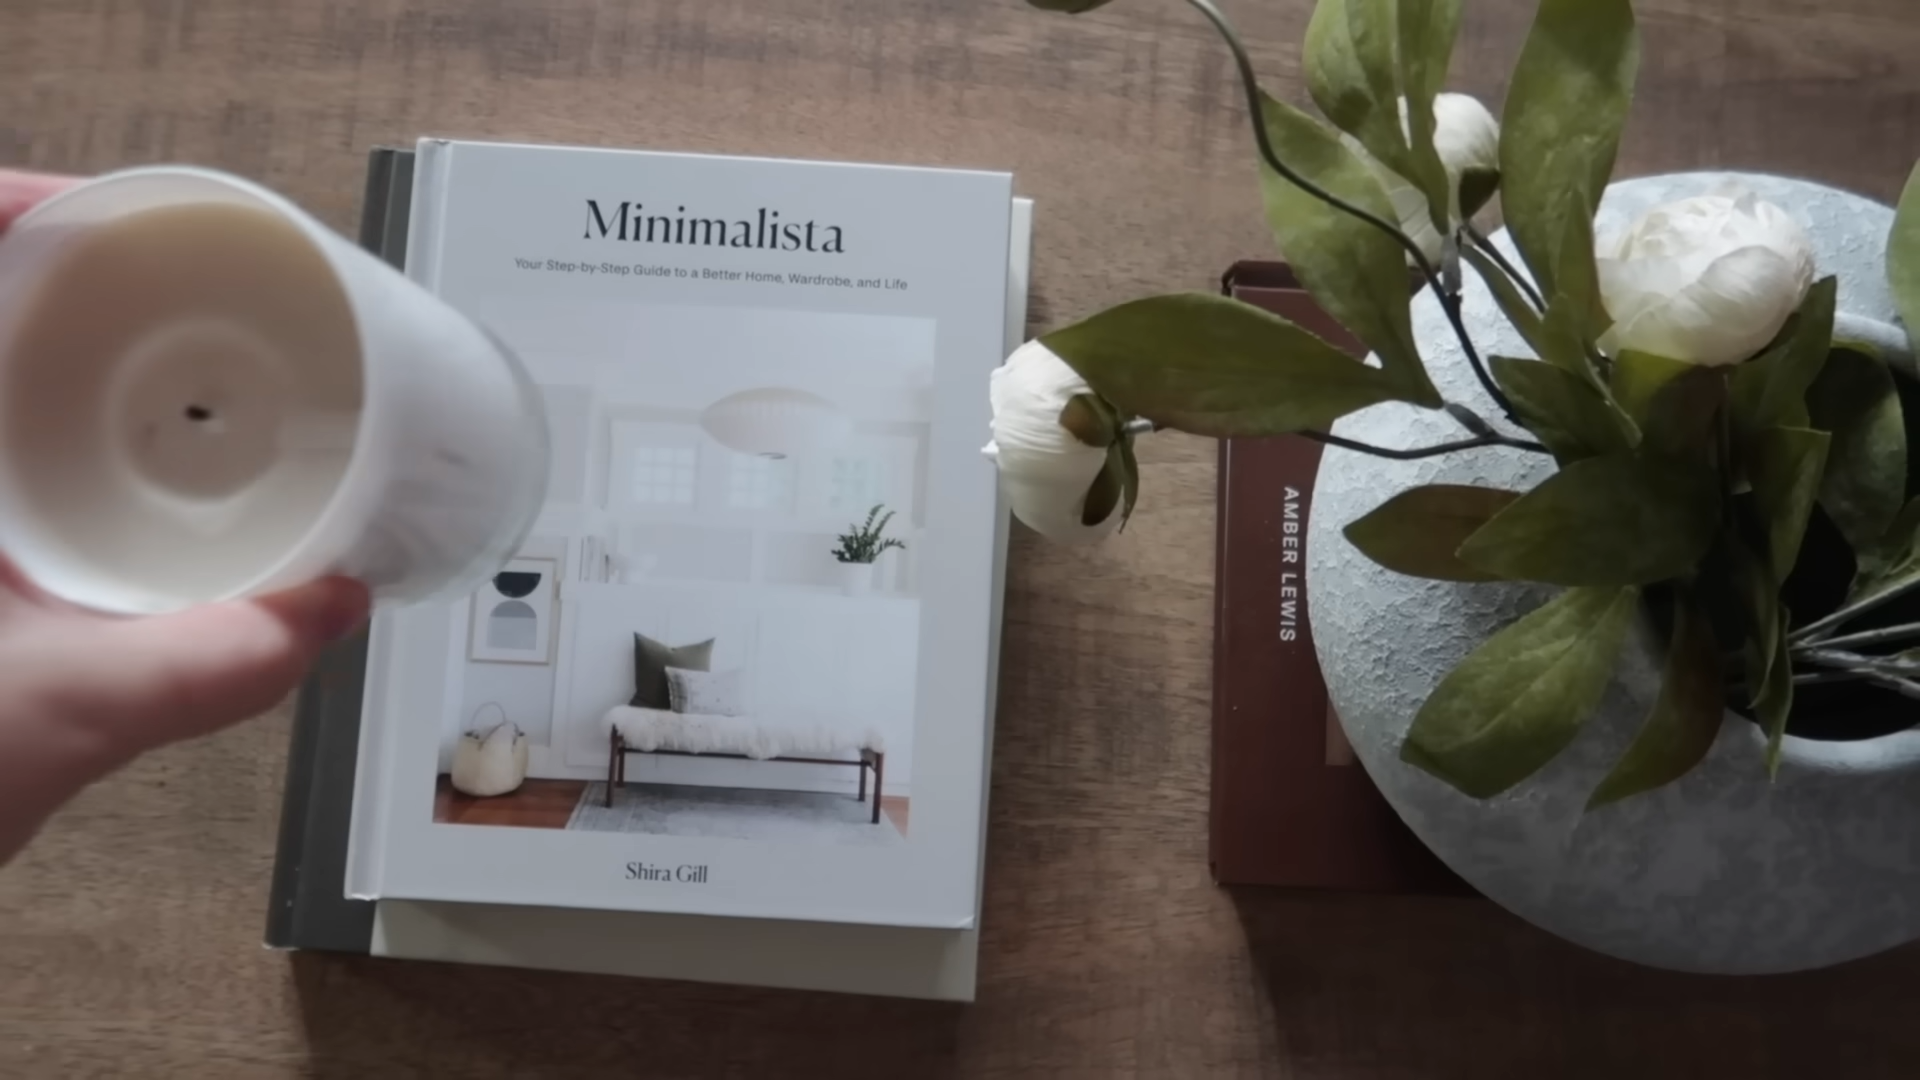 Minimalista
Your Step-by-Step Guide to a Better Home, Wardrobe, and Life
Shira Gill
AMBER LEWIS